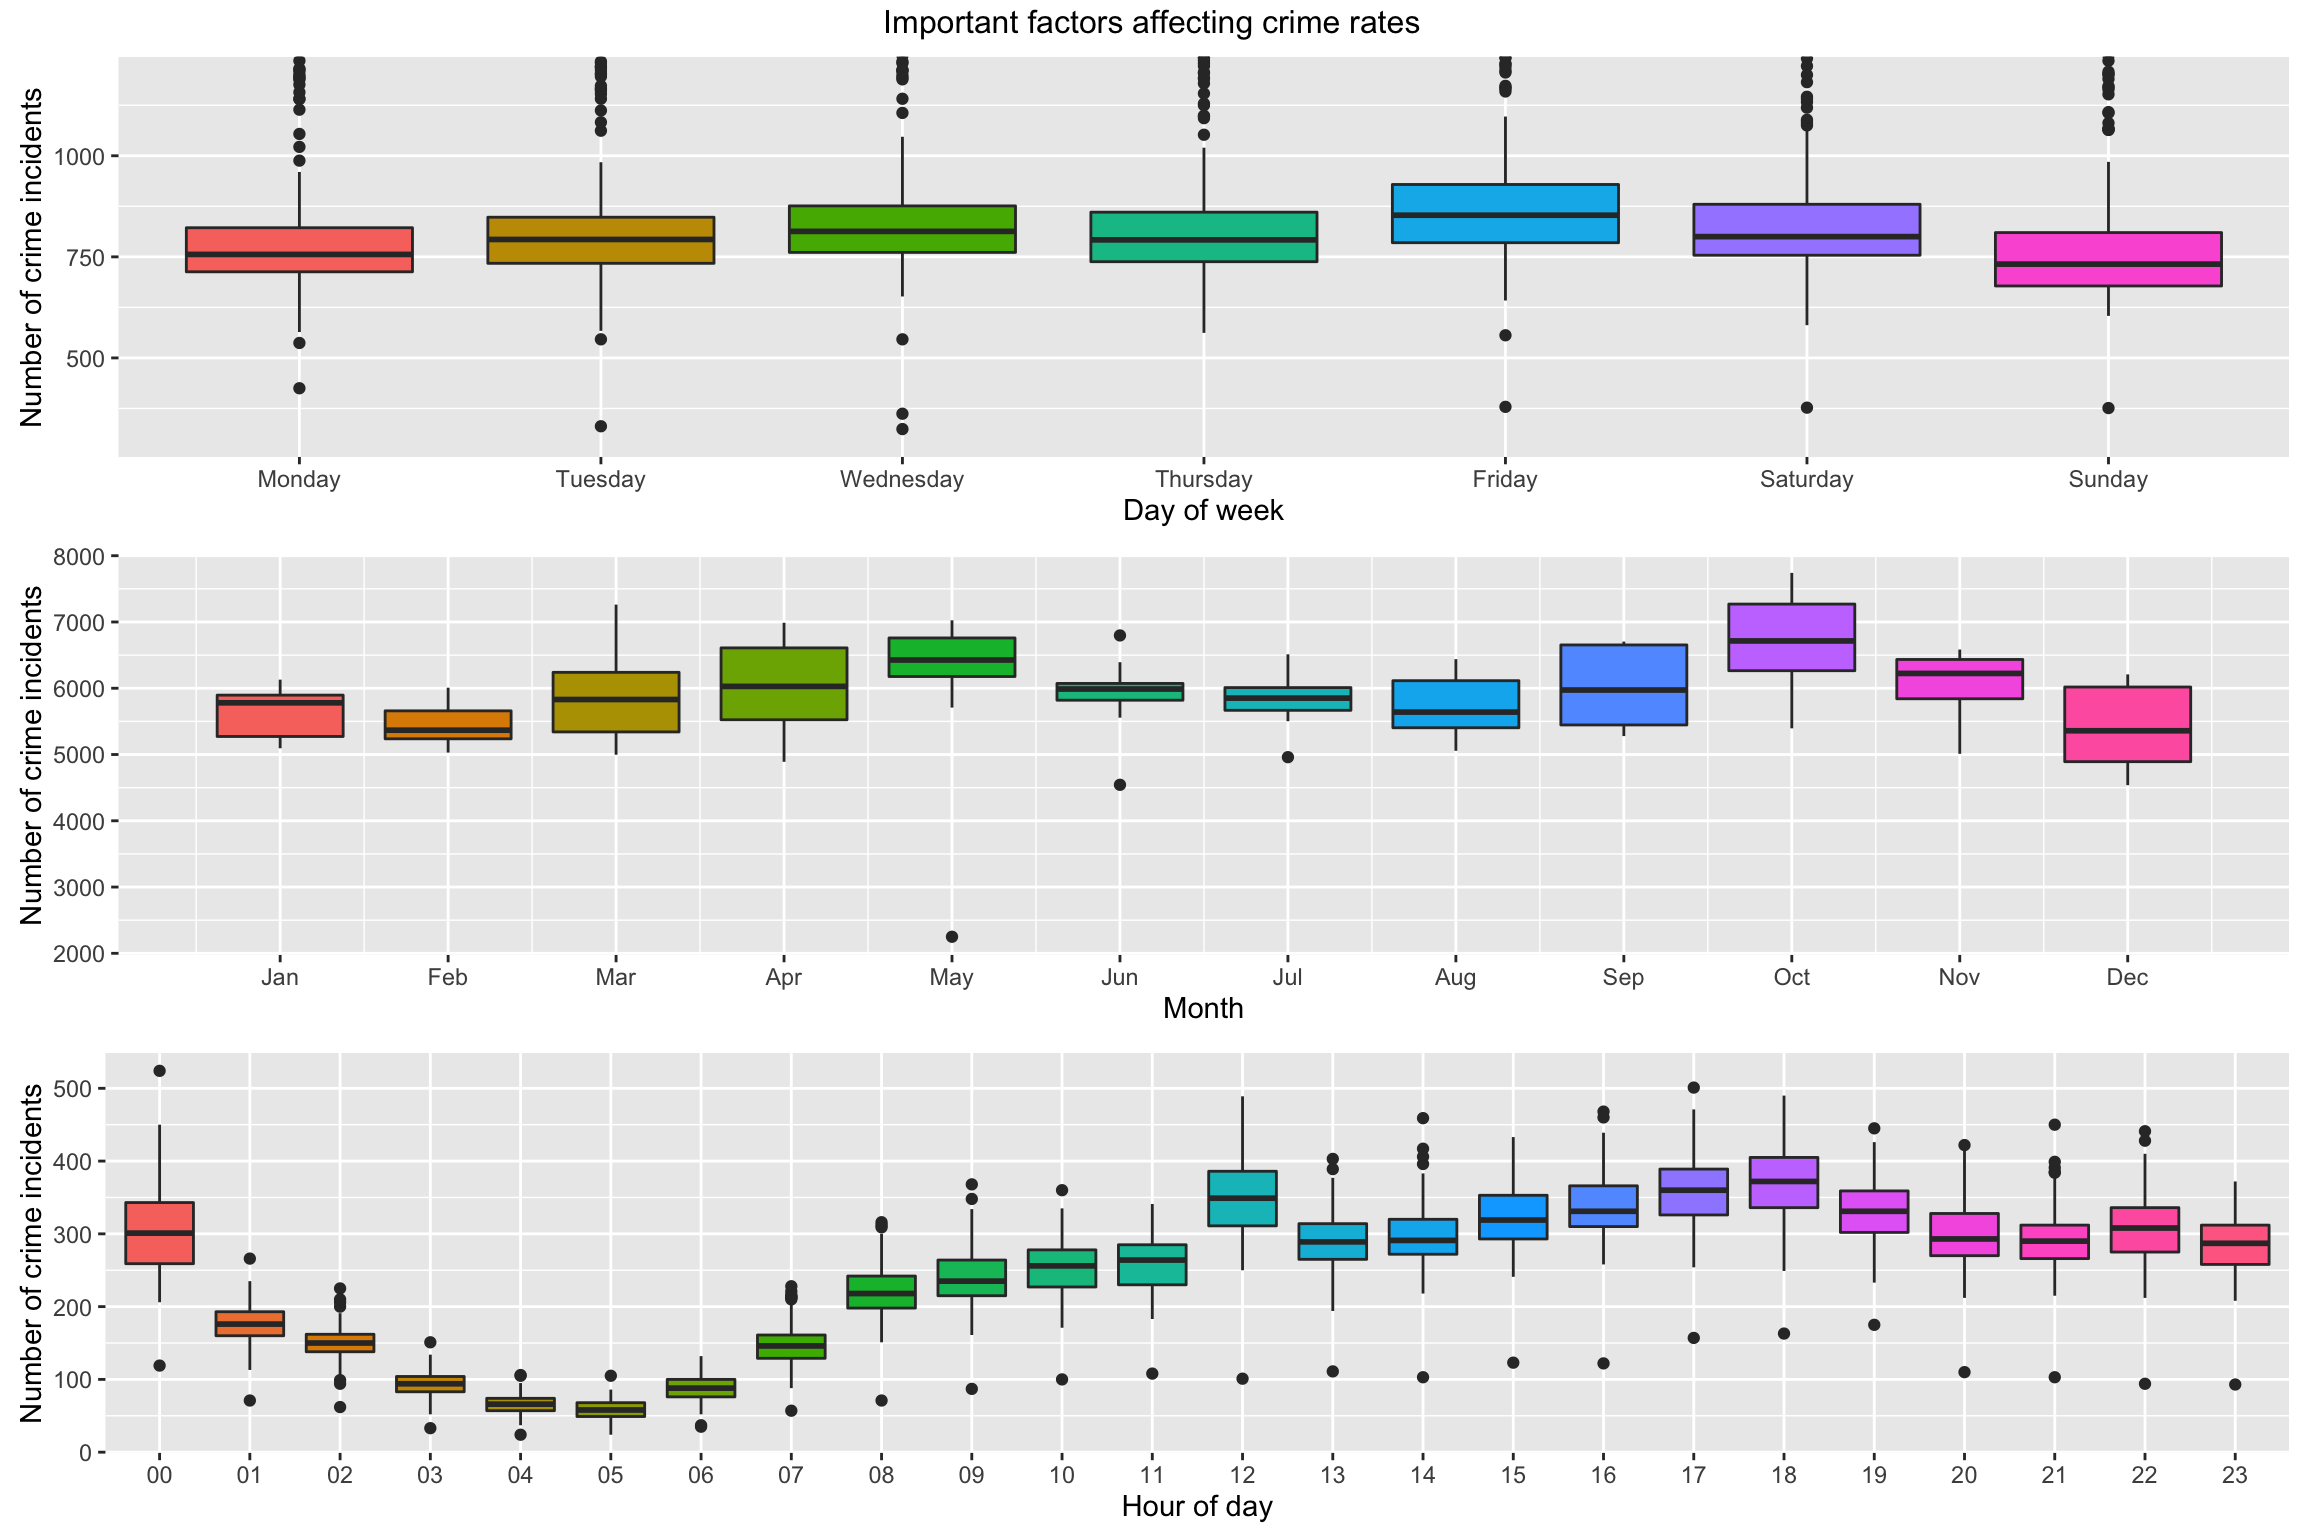 Important factors affecting crime rates
Number of crime incidents
1000
750
500
Monday Tuesday Wednesday Thursday Friday Saturday Sunday
Day of week
Number of crime incidents
8000
7000
6000
5000
4000
3000
2000
Jan Feb Mar Apr May Jun Jul Aug Sep Oct Nov Dec
Month
Number of crime incidents
500
400
300
200
100
0
00 01 02 03 04 05 06 07 08 09 10 11 12 13 14 15 16 17 18 19 20 21 22 23
Hour of day